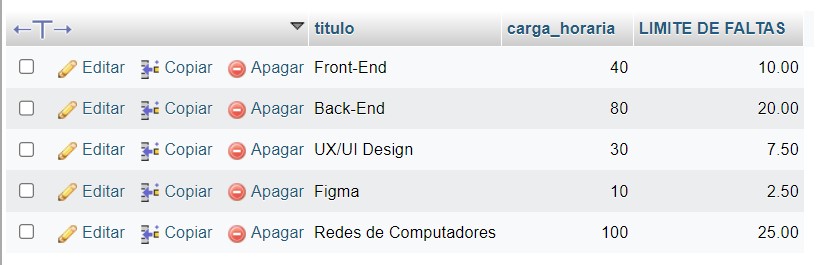 ←T→ titulo carga_horaria LIMITE DE FALTAS
Editar Copiar Apagar Front-End 40 10.00
Editar Copiar Apagar Back-End 80 20.00
Editar Copiar Apagar UX/UI Design 30 7.50
Editar Copiar Apagar Figma 10 2.50
Editar Copiar Apagar Redes de Computadores 100 25.00